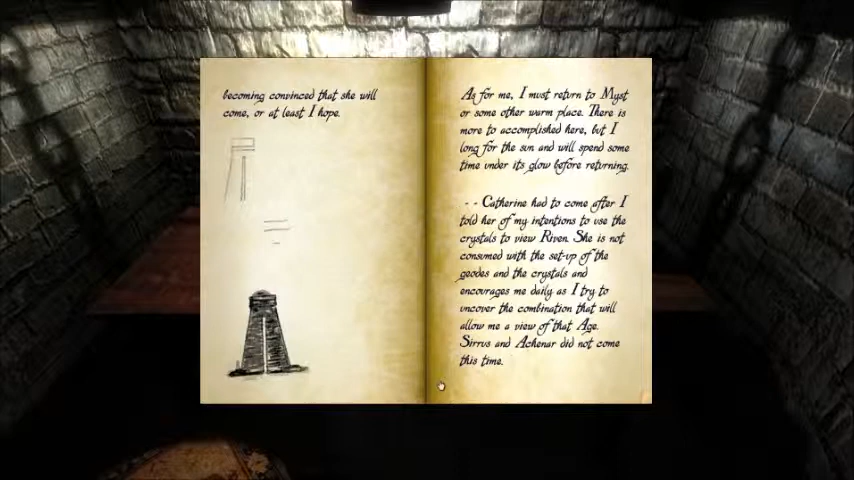 becoming convinced that she will
come, or at least I hope.
As for me, I must return to Myst
or some other warm place. There is
more to accomplished here, but I
long for the sun and will spend some
time under its glow before returning.
- - Catherine had to come after I
told her of my intentions to use the
crystals to view Riven. She is not
consumed with the set-up of the
geodes and the crystals and
encourages me daily as I try to
uncover the combination that will
allow me a view of that Age.
Sirrus and Achenar did not come
this time.